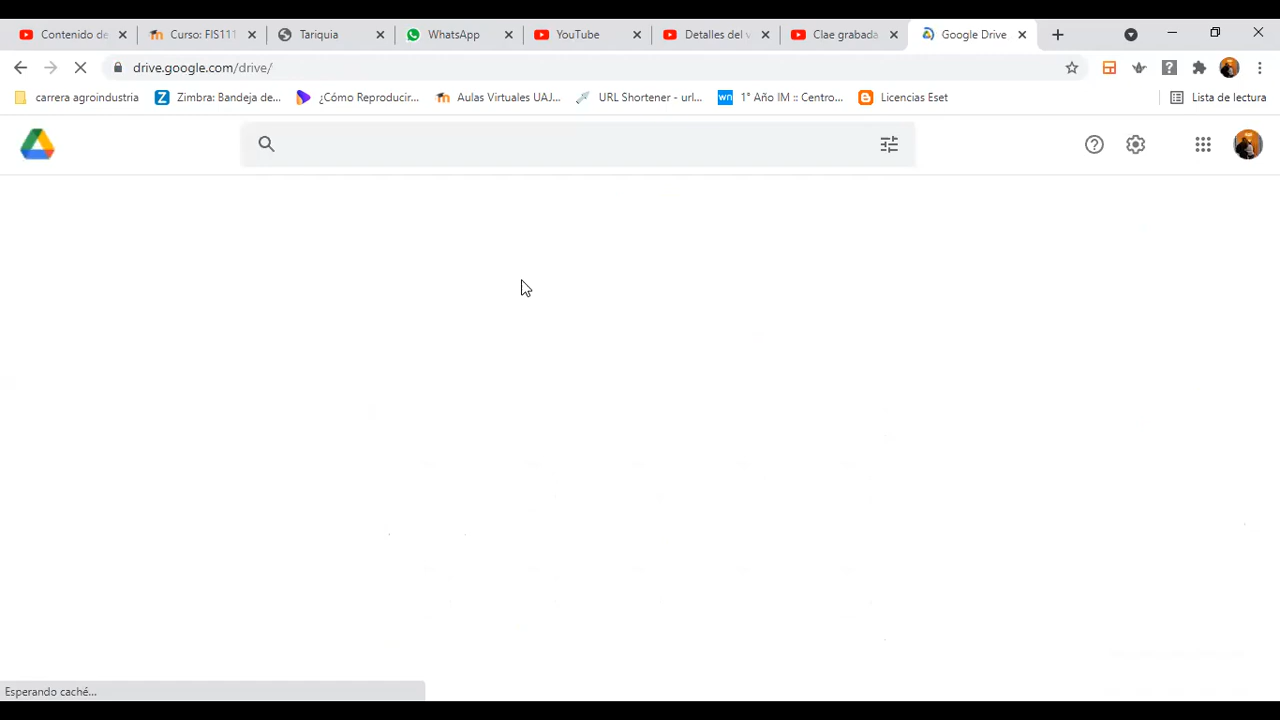 Contenido de
Curso: FIS111
Tariquia
WhatsApp
YouTube
Detalles del v
Clae grabada
Google Drive
drive.google.com/drive/
carrera agroindustria
Zimbra: Bandeja de...
¿Cómo Reproducir...
Aulas Virtuales UAJ...
URL Shortener - url...
wn
1° Año IM :: Centro...
Licencias Eset
Lista de lectura
Esperando caché...